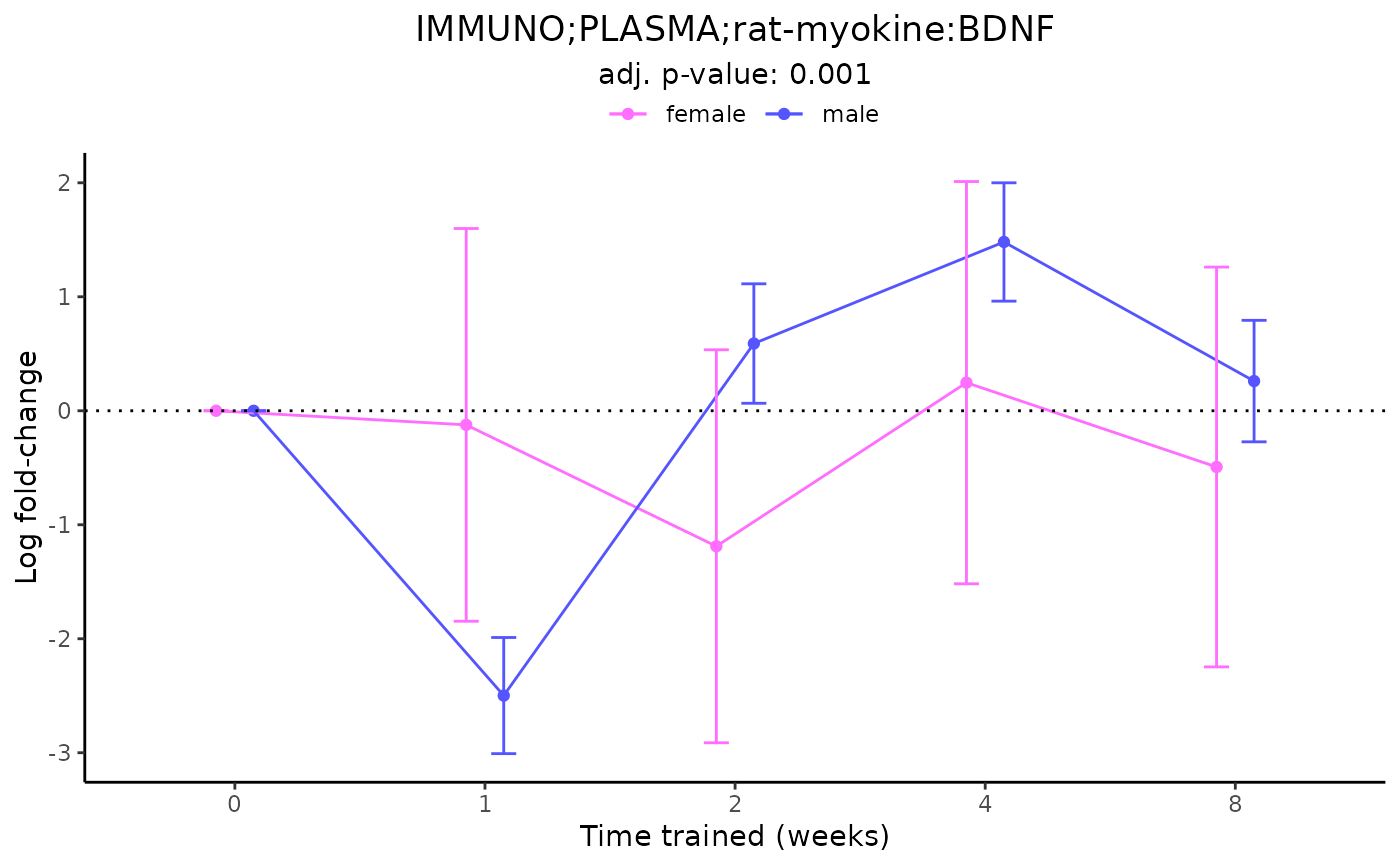 IMMUNO;PLASMA;rat-myokine:BDNF
adj. p-value: 0.001
female male
Log fold-change
2
1
0
-1
-2
-3
0 1 2 4 8
Time trained (weeks)